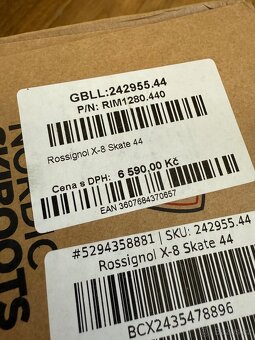 GBLL:242955.44
P/N: RIM1280.440
Rossignol X-8 Skate 44
Cena s DPH: 6 590,00 Kč
EAN 3607684370657
NORDIC
SKIBOOTS
#5294358881 | SKU: 242955.44
Rossignol X-8 Skate 44
BCX2435478896